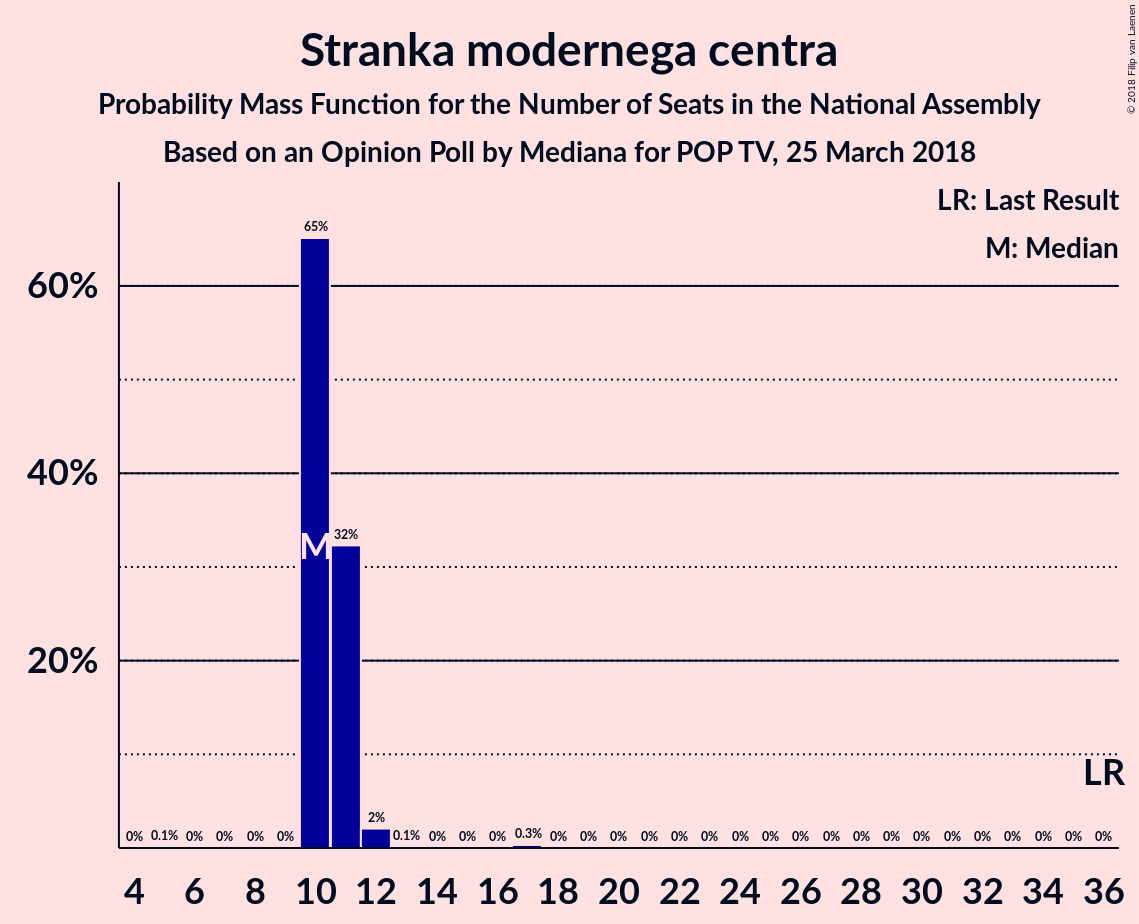 © 2018 Filip van Laenen
Stranka modernega centra
Probability Mass Function for the Number of Seats in the National Assembly
Based on an Opinion Poll by Mediana for POP TV, 25 March 2018
LR: Last Result
M: Median
65%
60%
40%
M 32%
20%
LR
0% 0.1% 0% 0% 0% 0% 2% 0.1% 0% 0% 0% 0.3% 0% 0% 0% 0% 0% 0% 0% 0% 0% 0% 0% 0% 0% 0% 0% 0% 0% 0% 0%
4 6 8 10 12 14 16 18 20 22 24 26 28 30 32 34 36